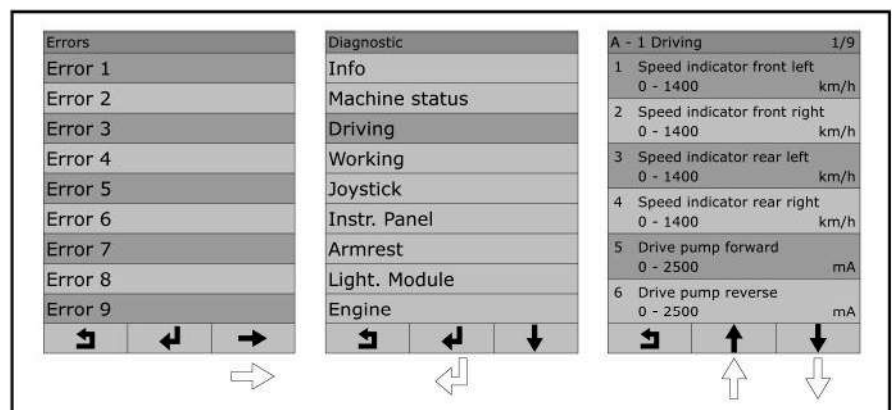 Errors
Error 1
Error 2
Error 3
Error 4
Error 5
Error 6
Error 7
Error 8
Error 9
Diagnostic
Info
Machine status
Driving
Working
Joystick
Instr. Panel
Armrest
Light. Module
Engine
A - 1 Driving 1/9
1 Speed indicator front left
0 - 1400 km/h
2 Speed indicator front right
0 - 1400 km/h
3 Speed indicator rear left
0 - 1400 km/h
4 Speed indicator rear right
0 - 1400 km/h
5 Drive pump forward
0 - 2500 mA
6 Drive pump reverse
0 - 2500 mA